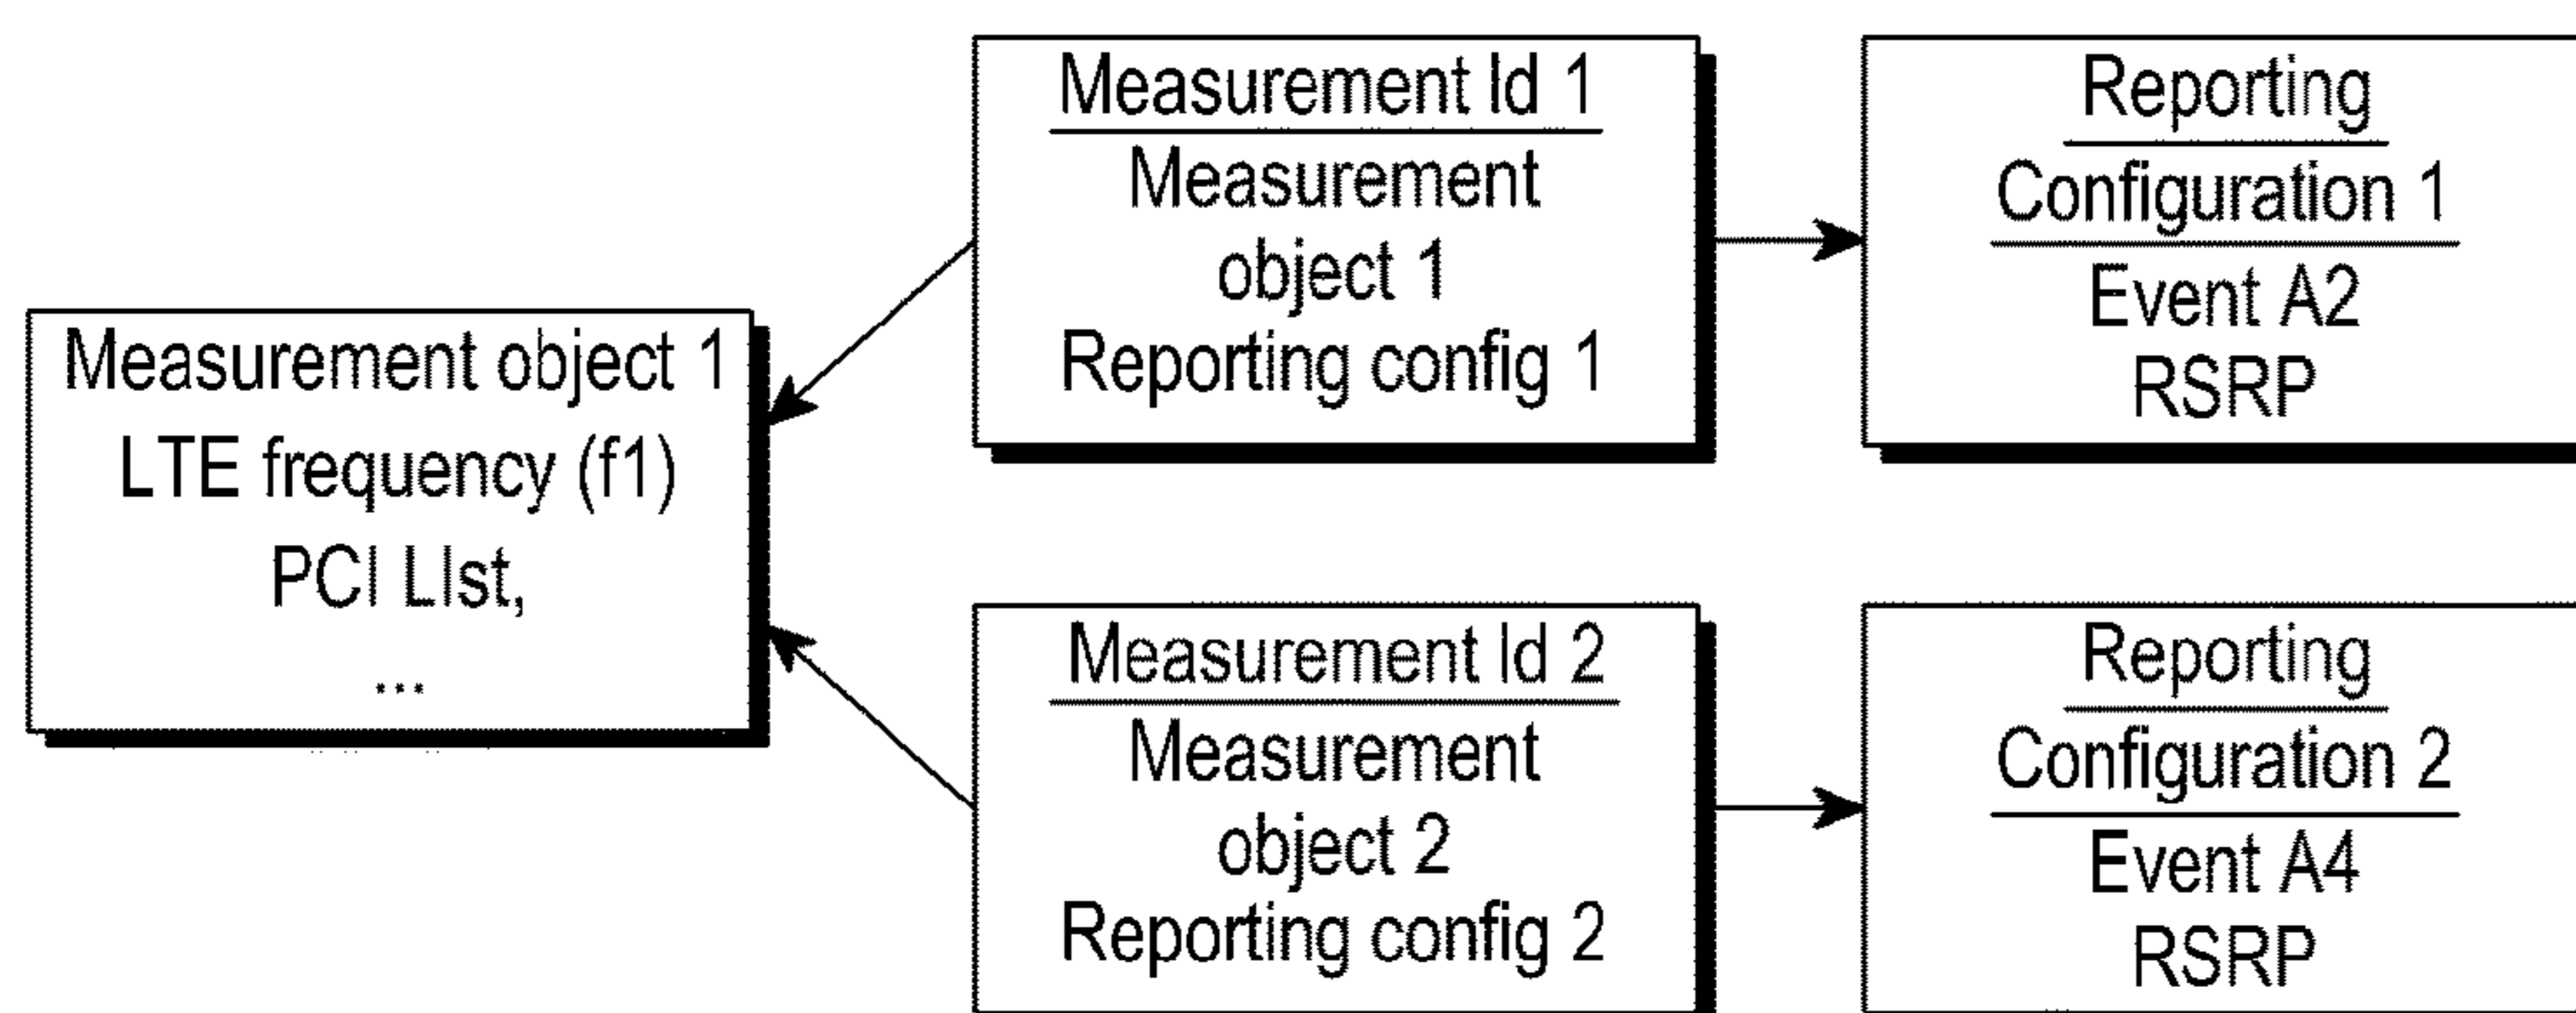 Measurement object 1
LTE frequency (f1)
PCI LIst,
...
Measurement Id 1
Measurement
object 1
Reporting config 1
Reporting
Configuration 1
Event A2
RSRP
Measurement Id 2
Measurement
object 2
Reporting config 2
Reporting
Configuration 2
Event A4
RSRP